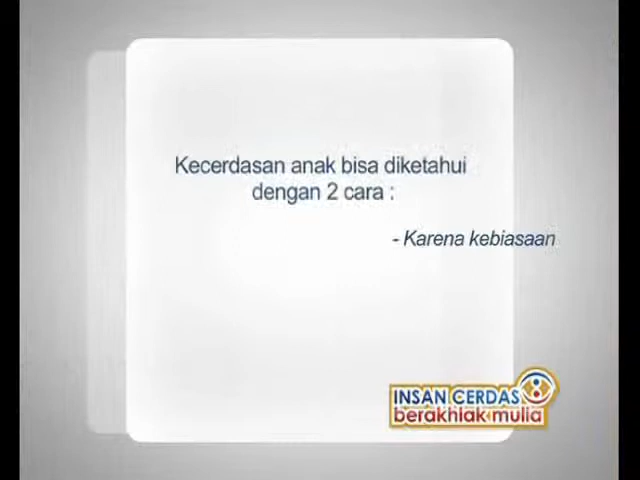 Kecerdasan anak bisa diketahui
dengan 2 cara :
- Karena kebiasaan
INSAN CERDAS
berakhlak mulia